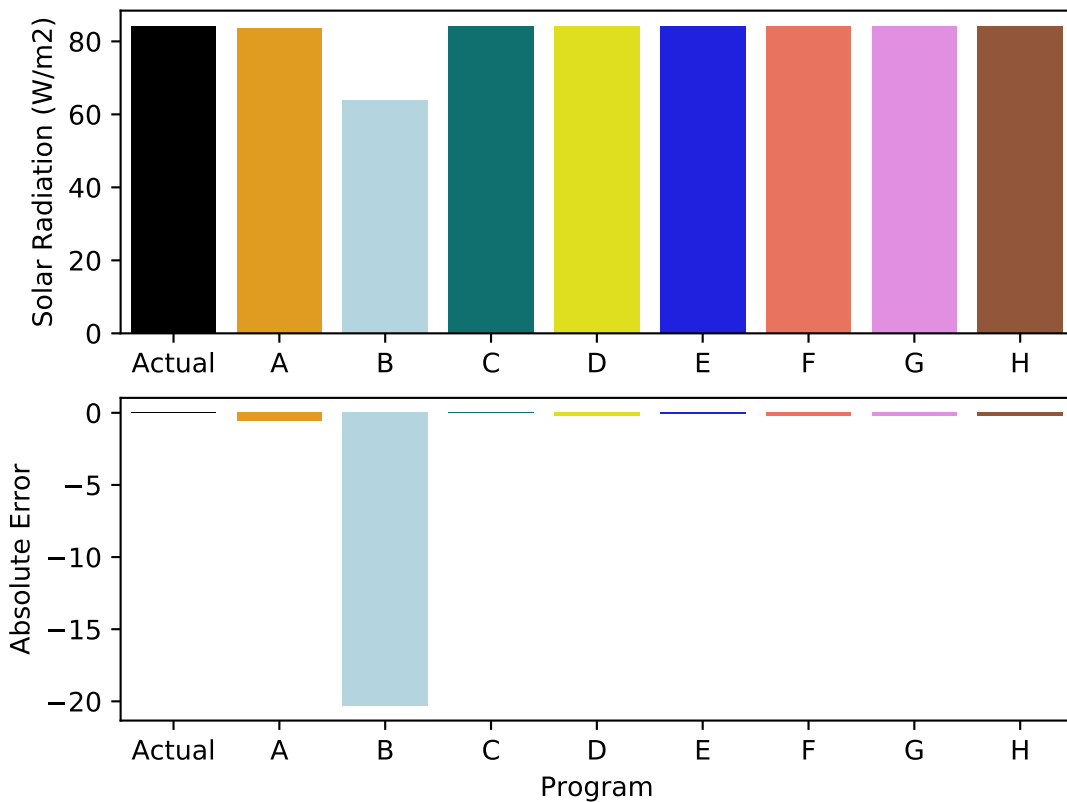 Solar Radiation (W/m2)
80
60
40
20
0
Actual A B C D E F G H
Absolute Error
0
−5
−10
−15
−20
Actual A B C D E F G H
Program